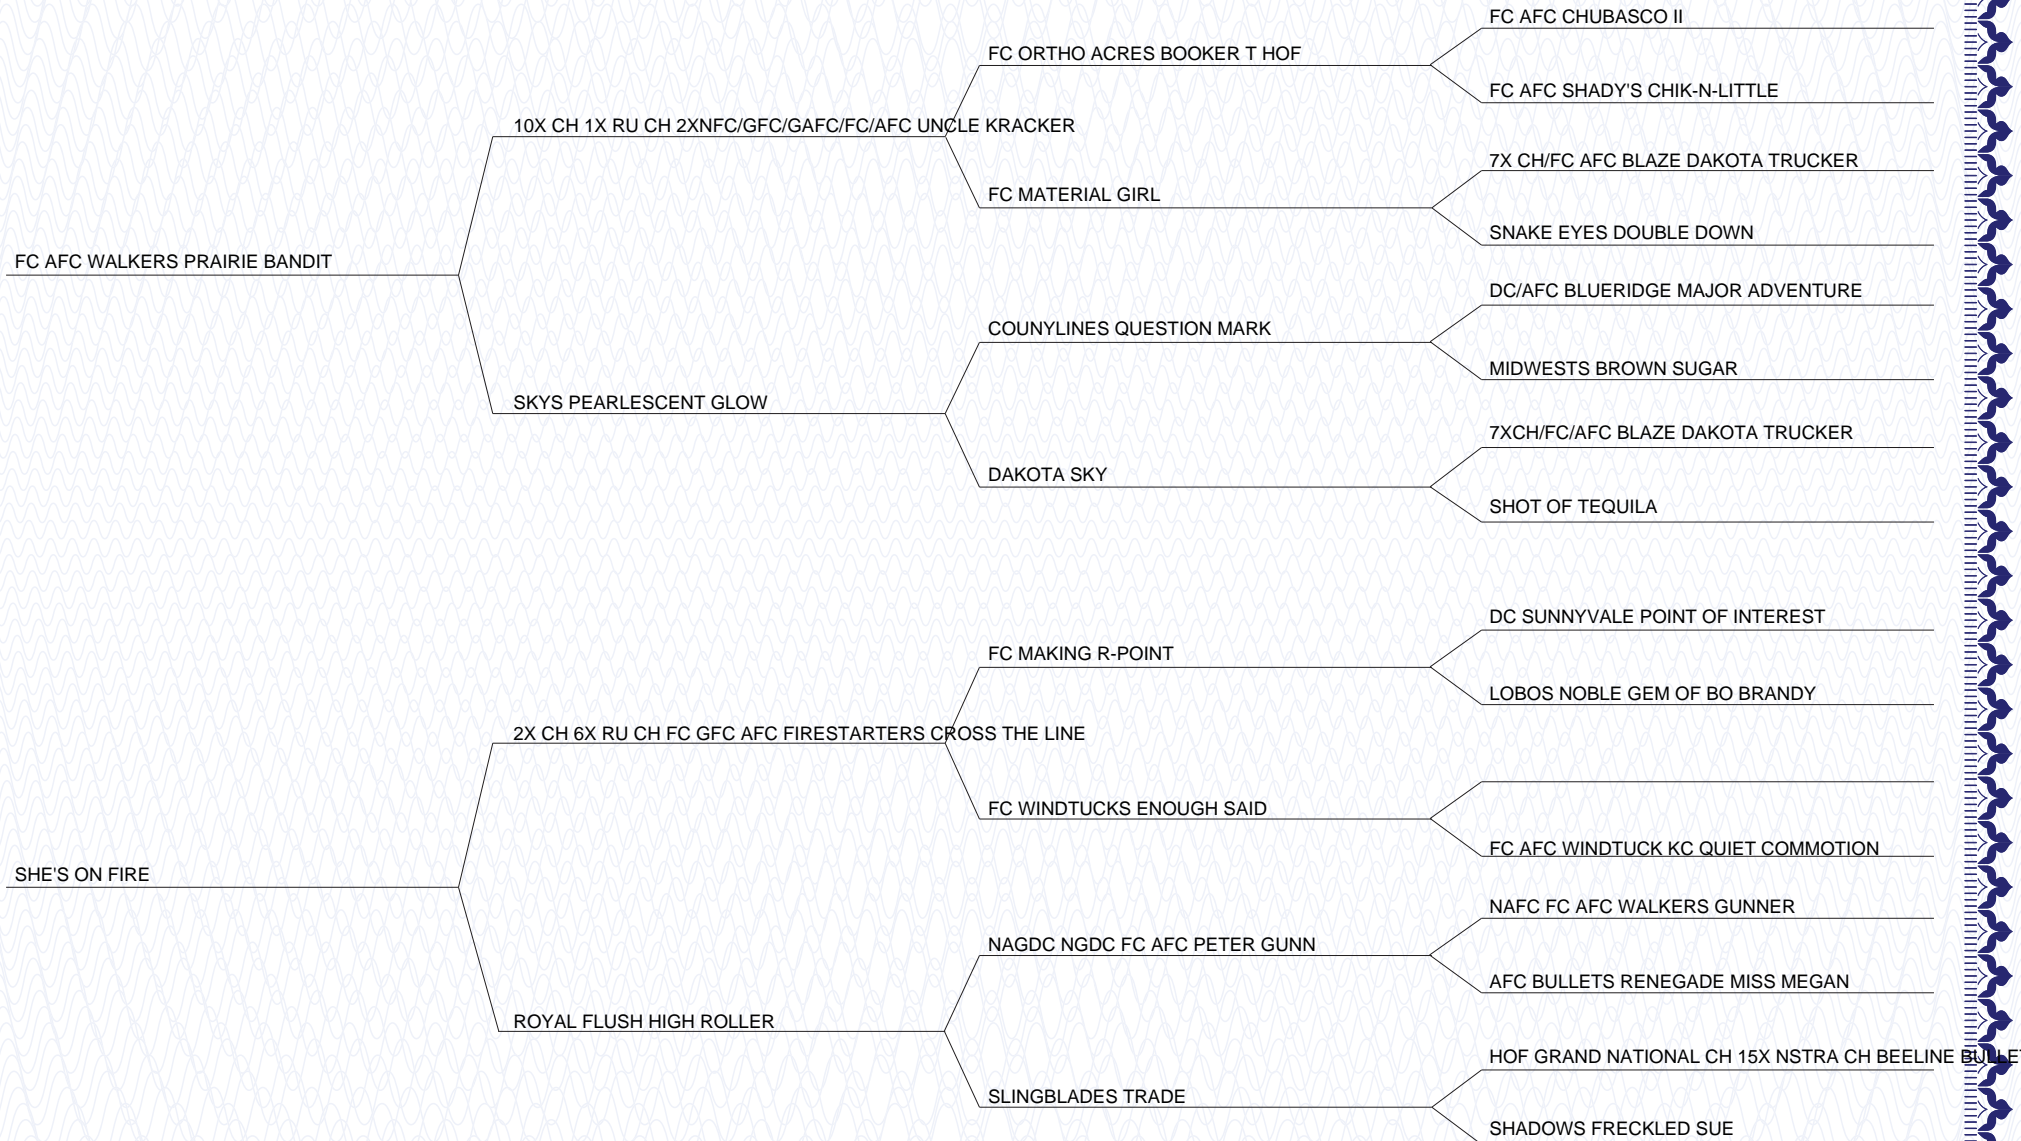 FC AFC CHUBASCO II
FC ORTHO ACRES BOOKER T HOF
FC AFC SHADY'S CHIK-N-LITTLE
10X CH 1X RU CH 2XNFC/GFC/GAFC/FC/AFC UNCLE KRACKER
7X CH/FC AFC BLAZE DAKOTA TRUCKER
FC MATERIAL GIRL
SNAKE EYES DOUBLE DOWN
FC AFC WALKERS PRAIRIE BANDIT
DC/AFC BLUERIDGE MAJOR ADVENTURE
COUNYLINES QUESTION MARK
MIDWESTS BROWN SUGAR
SKYS PEARLESCENT GLOW
7XCH/FC/AFC BLAZE DAKOTA TRUCKER
DAKOTA SKY
SHOT OF TEQUILA
DC SUNNYVALE POINT OF INTEREST
FC MAKING R-POINT
LOBOS NOBLE GEM OF BO BRANDY
2X CH 6X RU CH FC GFC AFC FIRESTARTERS CROSS THE LINE
FC WINDTUCKS ENOUGH SAID
FC AFC WINDTUCK KC QUIET COMMOTION
SHE'S ON FIRE
NAFC FC AFC WALKERS GUNNER
NAGDC NGDC FC AFC PETER GUNN
AFC BULLETS RENEGADE MISS MEGAN
ROYAL FLUSH HIGH ROLLER
HOF GRAND NATIONAL CH 15X NSTRA CH BEELINE BULLET
SLINGBLADES TRADE
SHADOWS FRECKLED SUE